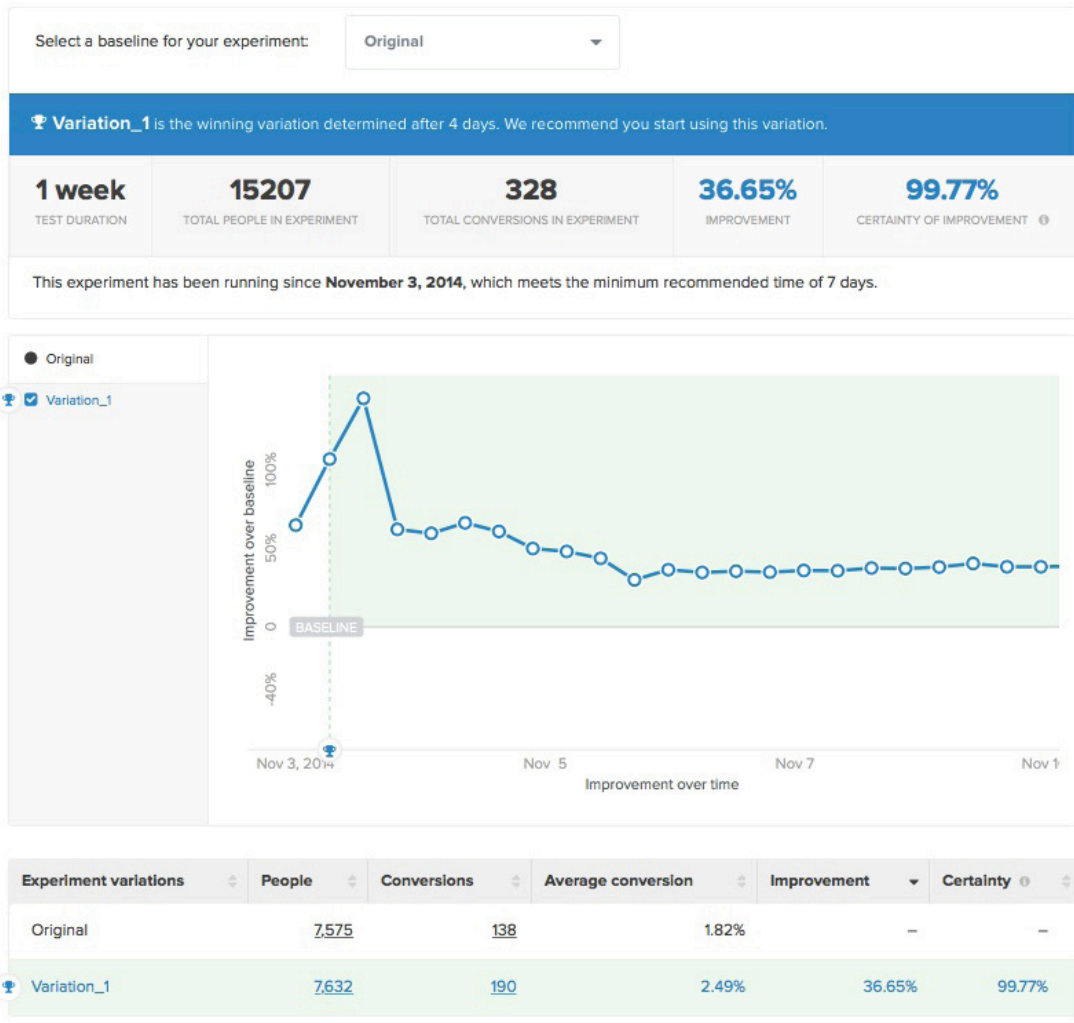 Select a baseline for your experiment: Original
Variation_1 is the winning variation determined after 4 days. We recommend you start using this variation.
1 week 15207 328 36.65% 99.77%
TEST DURATION TOTAL PEOPLE IN EXPERIMENT TOTAL CONVERSIONS IN EXPERIMENT IMPROVEMENT CERTAINTY OF IMPROVEMENT
This experiment has been running since November 3, 2014, which meets the minimum recommended time of 7 days.
Original
Variation_1
Improvement over baseline
100%
50%
0
-40%
BASELINE
Nov 3, 2014 Nov 5 Nov 7 Nov 1
Improvement over time
Experiment variations People Conversions Average conversion Improvement Certainty
Original 7,575 138 1.82% – –
Variation_1 7,632 190 2.49% 36.65% 99.77%